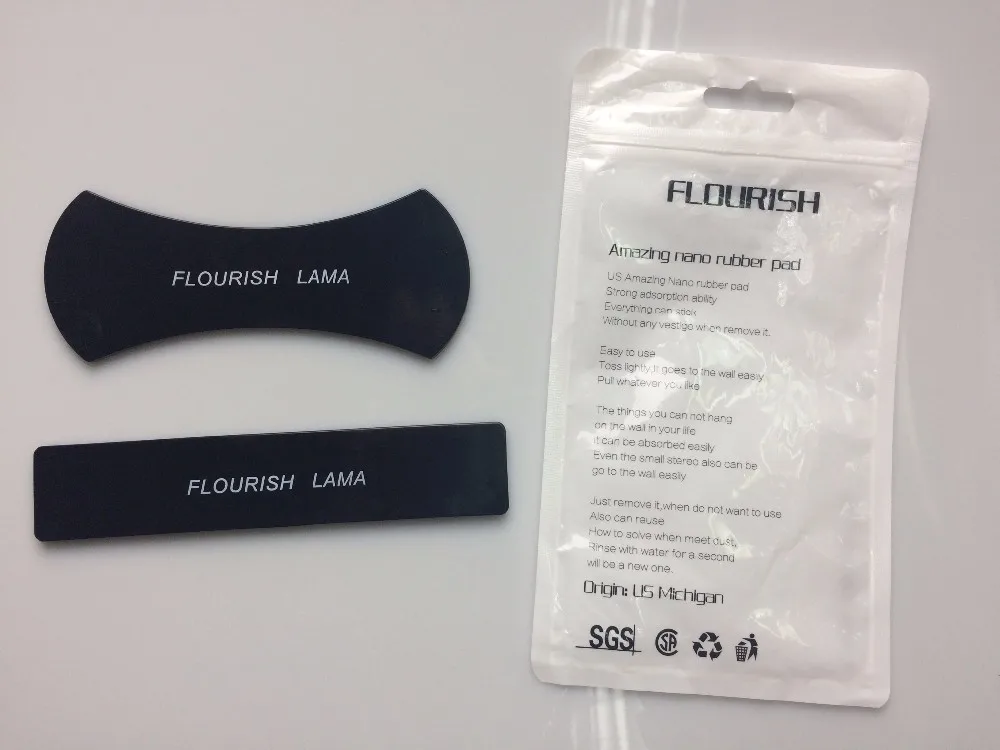 FLOURISH LAMA
FLOURISH LAMA
FLOURISH
Amazing nano rubber pad
US Amazing Nano rubber pad
Strong adsorption ability
Everything can stick
Without any vestige when remove it.
Easy to use
Toss lightly,it goes to the wall easiy
Pull whatever you like
The things you can not hang
on the wall in your life
it can be absorbed easily
Even the small stereo also can be
go to the wall easily
Just remove it,when do not want to use
Also can reuse
How to solve when meet dust,
Rinse with water for a second
will be a new one.
Origin: US Michigan
SGS SA